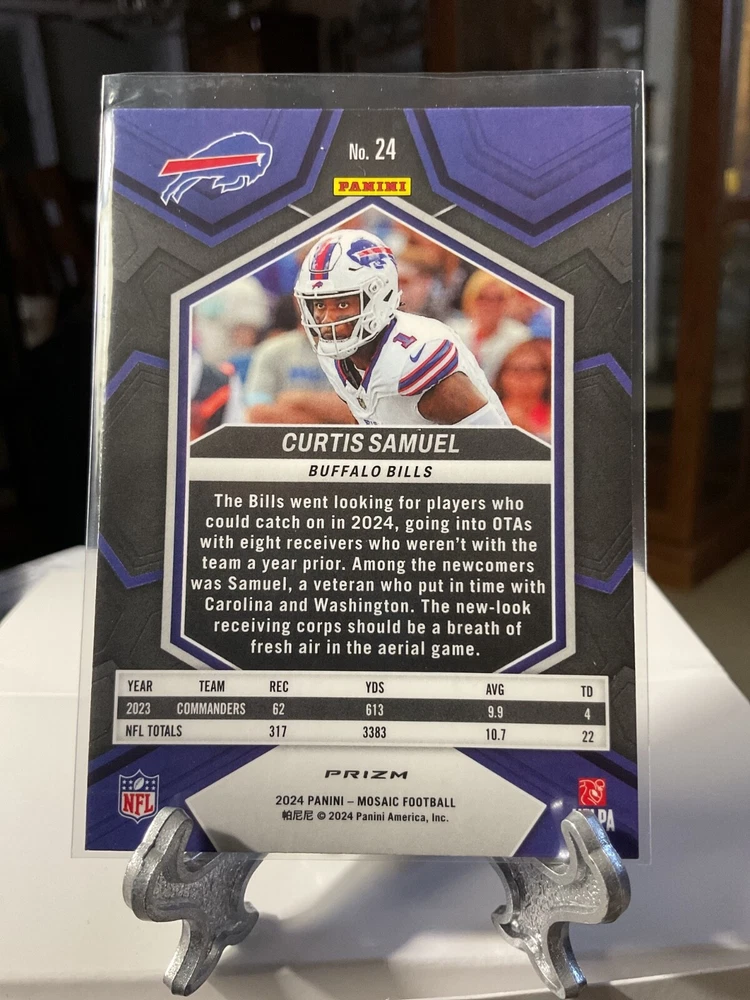 No. 24
PANINI
1
CURTIS SAMUEL
BUFFALO BILLS
The Bills went looking for players who
could catch on in 2024, going into OTAs
with eight receivers who weren't with the
team a year prior. Among the newcomers
was Samuel, a veteran who put in time with
Carolina and Washington. The new-look
receiving corps should be a breath of
fresh air in the aerial game.
YEAR TEAM REC YDS AVG TD
2023 COMMANDERS 62 613 9.9 4
NFL TOTALS 317 3383 10.7 22
PRIZM
2024 PANINI – MOSAIC FOOTBALL
帕尼尼 © 2024 Panini America, Inc.
NFL